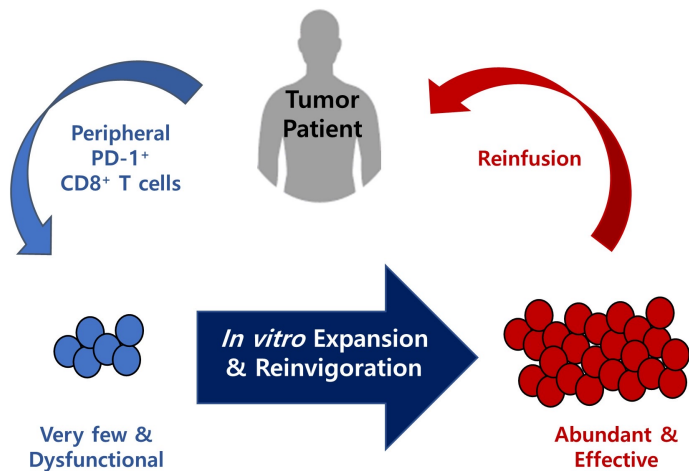 Tumor
Patient
Peripheral
PD-1⁺
CD8⁺ T cells
Reinfusion
In vitro Expansion
& Reinvigoration
Very few &
Dysfunctional
Abundant &
Effective